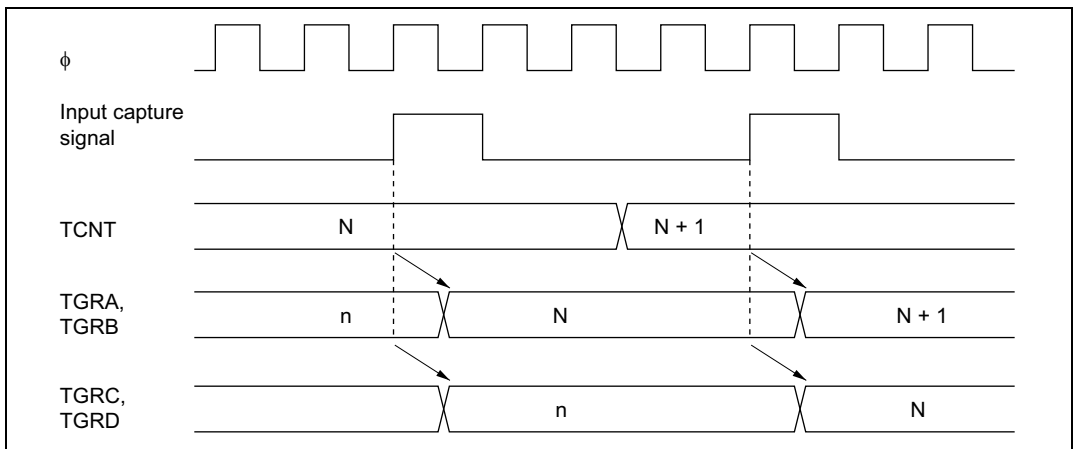 ϕ
Input capture
signal
TCNT
N
N + 1
TGRA,
TGRB
n
N
N + 1
TGRC,
TGRD
n
N